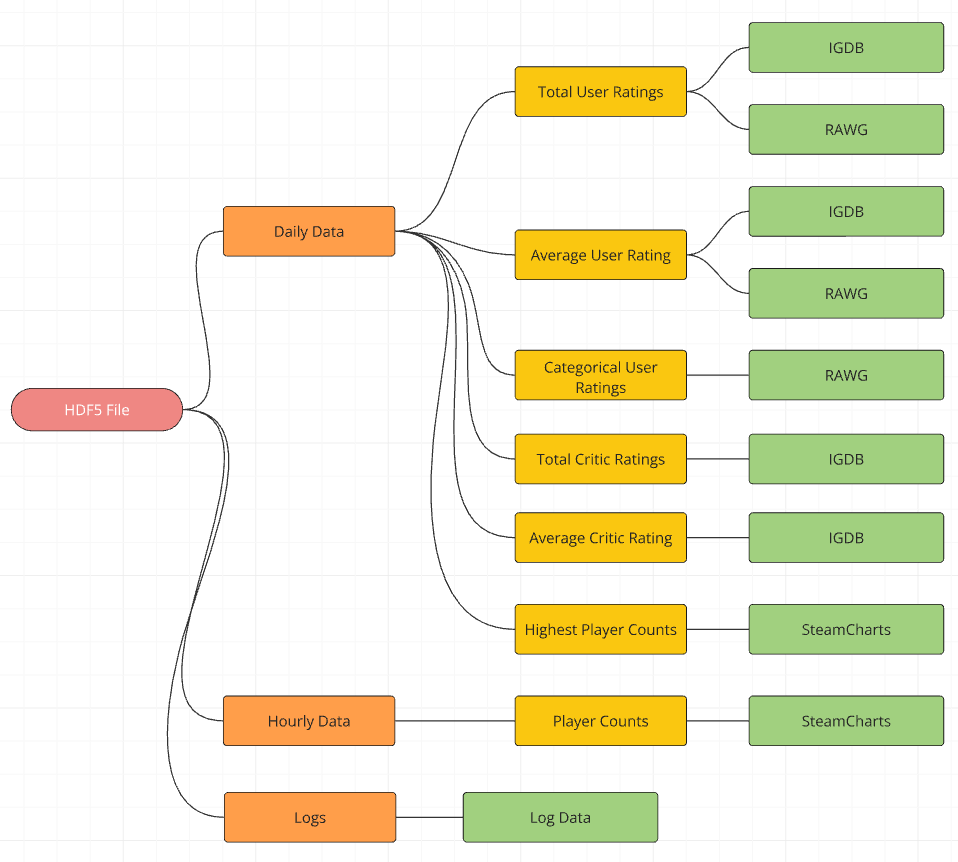 IGDB
Total User Ratings
RAWG
IGDB
Daily Data
Average User Rating
RAWG
Categorical User
Ratings
RAWG
HDF5 File
Total Critic Ratings
IGDB
Average Critic Rating
IGDB
Highest Player Counts
SteamCharts
Hourly Data
Player Counts
SteamCharts
Logs
Log Data